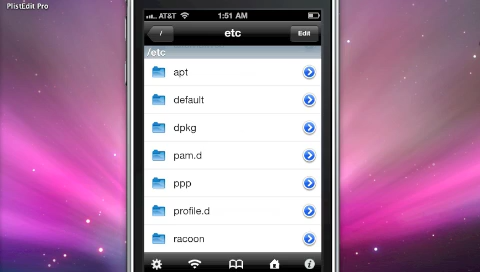 PlistEdit Pro
AT&T 1:51 AM
/ etc Edit
/etc
apt
default
dpkg
pam.d
ppp
profile.d
racoon